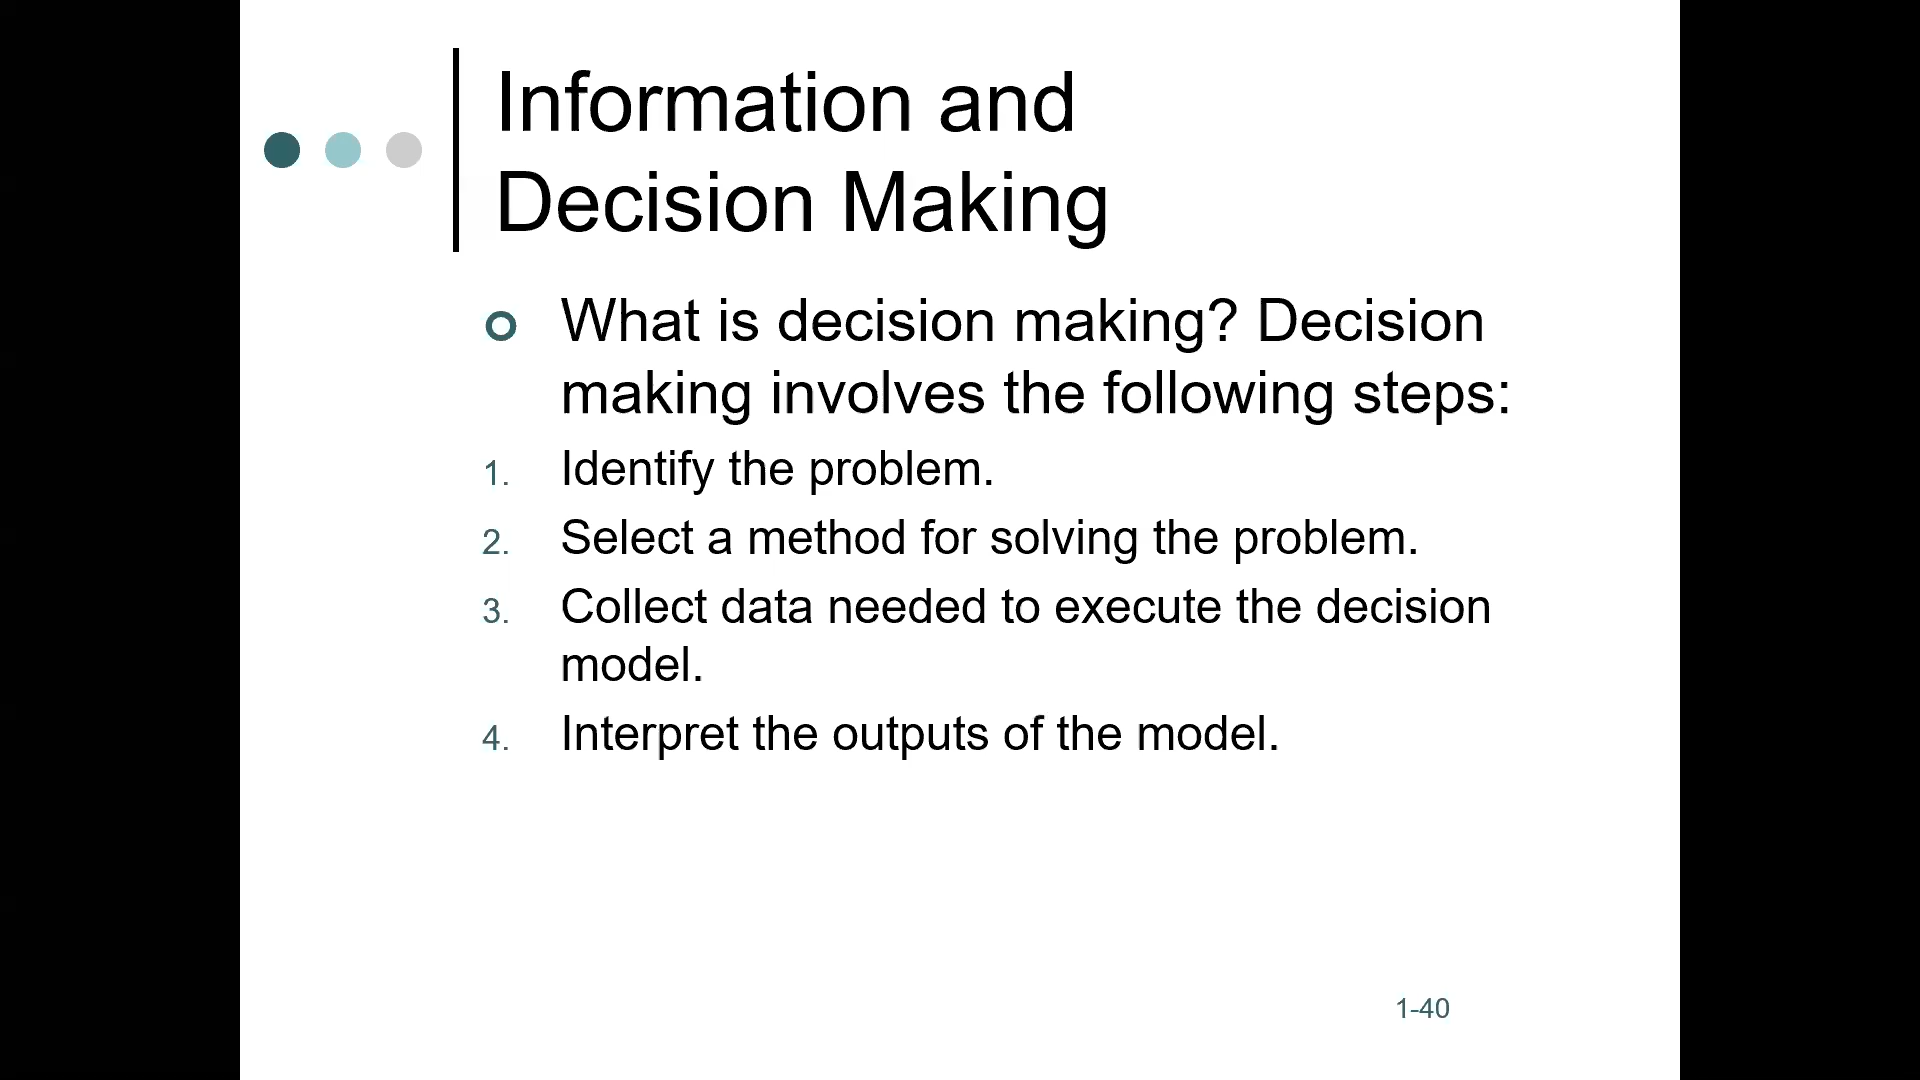 Information and
Decision Making
What is decision making? Decision
making involves the following steps:
1. Identify the problem.
2. Select a method for solving the problem.
3. Collect data needed to execute the decision
model.
4. Interpret the outputs of the model.
1-40